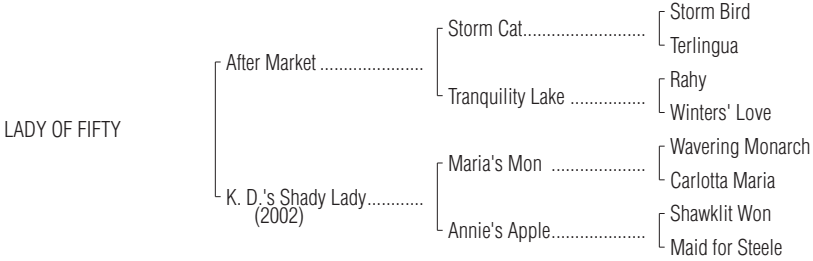 Storm Bird
Storm Cat..........................
Terlingua
After Market ......................
Rahy
Tranquility Lake ................
Winters' Love
LADY OF FIFTY
Wavering Monarch
Maria's Mon ....................
Carlotta Maria
K. D.'s Shady Lady............
(2002)
Shawklit Won
Annie's Apple....................
Maid for Steele